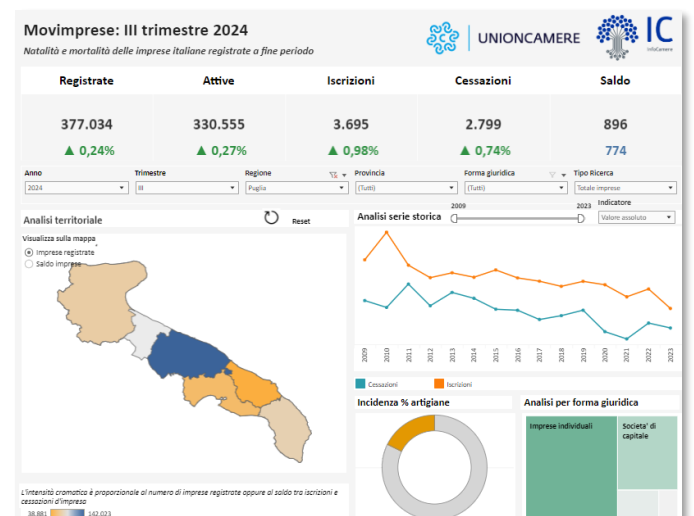 Movimprese: III trimestre 2024
Natalità e mortalità delle imprese italiane registrate a fine periodo
UNIONCAMERE
IC
InfoCamere
Registrate Attive Iscrizioni Cessazioni Saldo
377.034 330.555 3.695 2.799 896
▲ 0,24% ▲ 0,27% ▲ 0,98% ▲ 0,74% 774
Anno Trimestre Regione Provincia Forma giuridica Tipo Ricerca
2024 III Puglia (Tutti) (Tutti) Totale imprese
Analisi territoriale
Reset
Analisi serie storica
2009 2023
Indicatore
Valore assoluto
Visualizza sulla mappa
Imprese registrate
Saldo imprese
2009 2010 2011 2012 2013 2014 2015 2016 2017 2018 2019 2020 2021 2022 2023
Cessazioni Iscrizioni
Incidenza % artigiane
Analisi per forma giuridica
Imprese individuali
Societa' di
capitale
L'intensità cromatica è proporzionale al numero di imprese registrate oppure al saldo tra iscrizioni e
cessazioni d'impresa
38.881 142.023